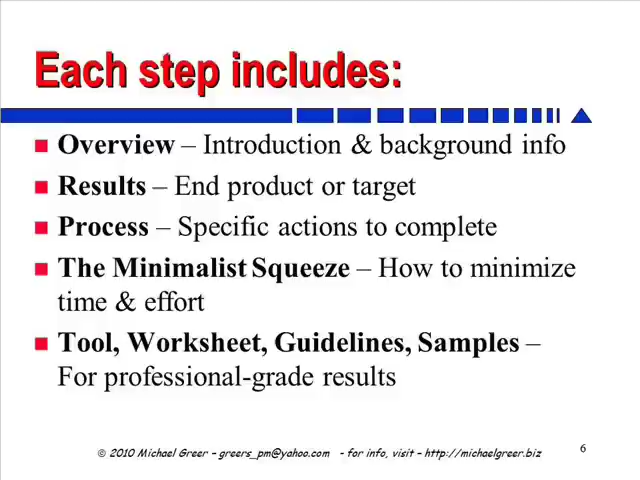 Each step includes:
Overview – Introduction & background info
Results – End product or target
Process – Specific actions to complete
The Minimalist Squeeze – How to minimize
time & effort
Tool, Worksheet, Guidelines, Samples –
For professional-grade results
© 2010 Michael Greer – greers_pm@yahoo.com - for info, visit – http://michaelgreer.biz
6